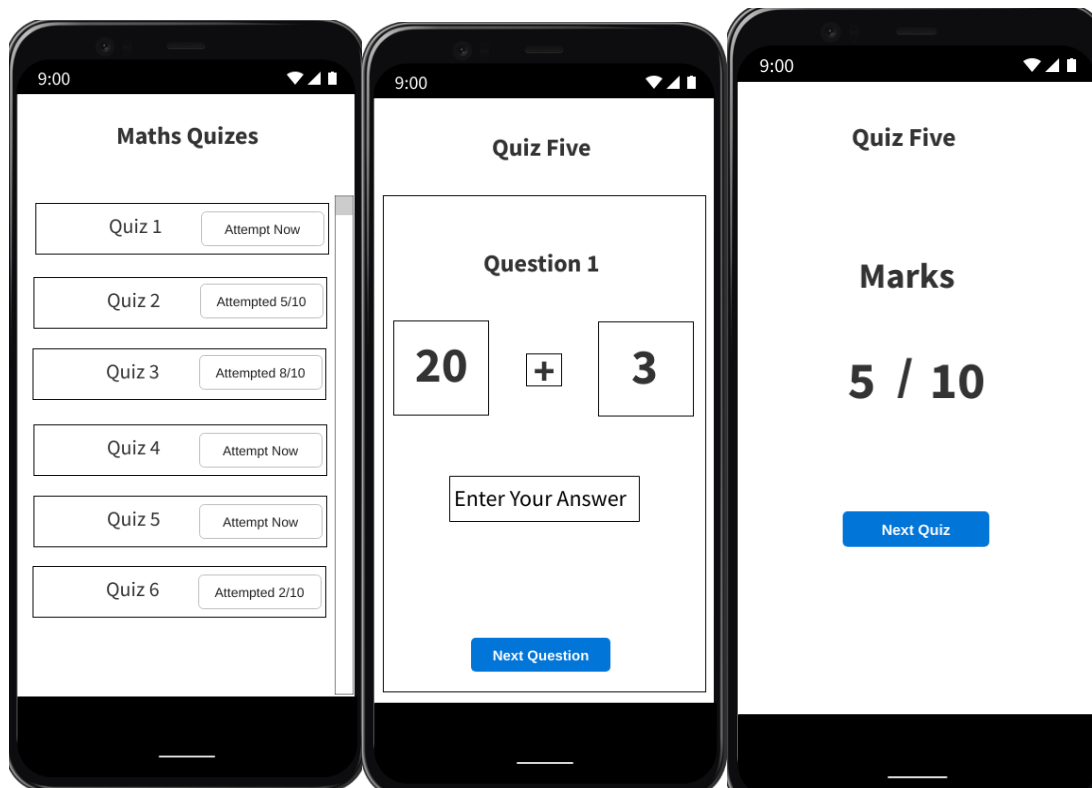 9:00
Maths Quizes
Quiz 1 Attempt Now
Quiz 2 Attempted 5/10
Quiz 3 Attempted 8/10
Quiz 4 Attempt Now
Quiz 5 Attempt Now
Quiz 6 Attempted 2/10
9:00
Quiz Five
Question 1
20 + 3
Enter Your Answer
Next Question
9:00
Quiz Five
Marks
5 / 10
Next Quiz